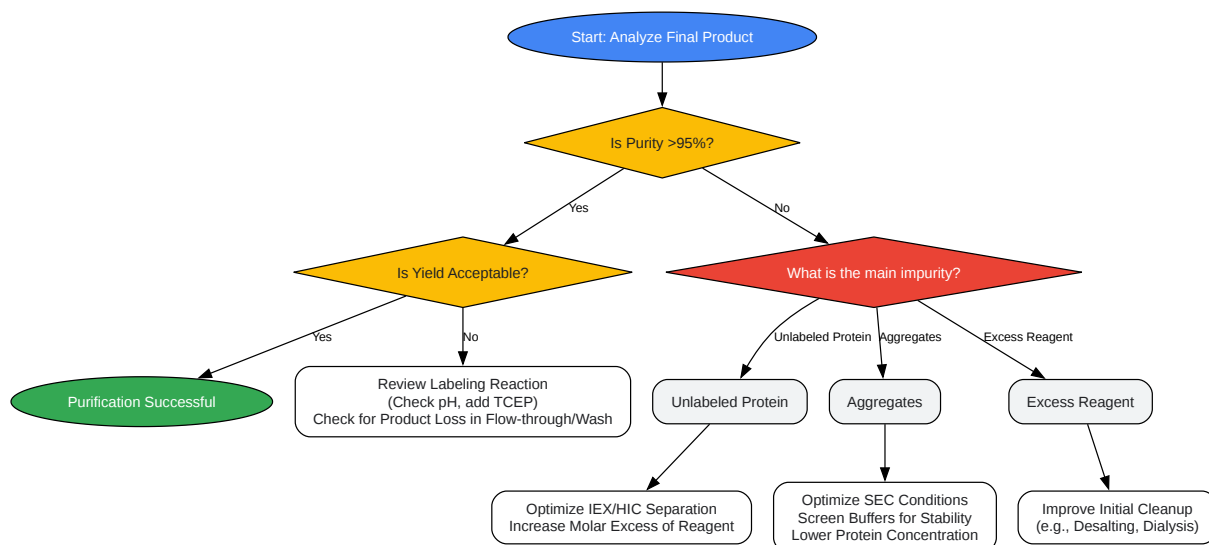 Start: Analyze Final Product
Is Purity >95%?
Yes
No
Is Yield Acceptable?
What is the main impurity?
Yes
No
Unlabeled Protein
Aggregates
Excess Reagent
Purification Successful
Review Labeling Reaction
(Check pH, add TCEP)
Check for Product Loss in Flow-through/Wash
Unlabeled Protein
Aggregates
Excess Reagent
Optimize IEX/HIC Separation
Increase Molar Excess of Reagent
Optimize SEC Conditions
Screen Buffers for Stability
Lower Protein Concentration
Improve Initial Cleanup
(e.g., Desalting, Dialysis)